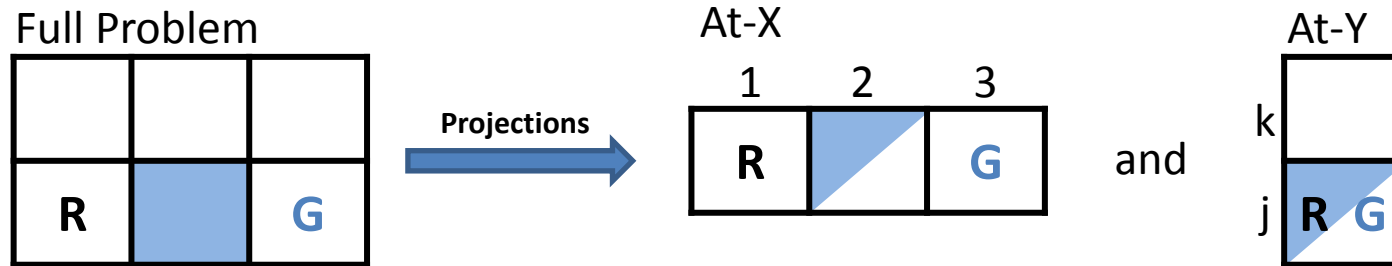 Full Problem
R G
Projections
At-X
1 2 3
R G
and
At-Y
k
j R G